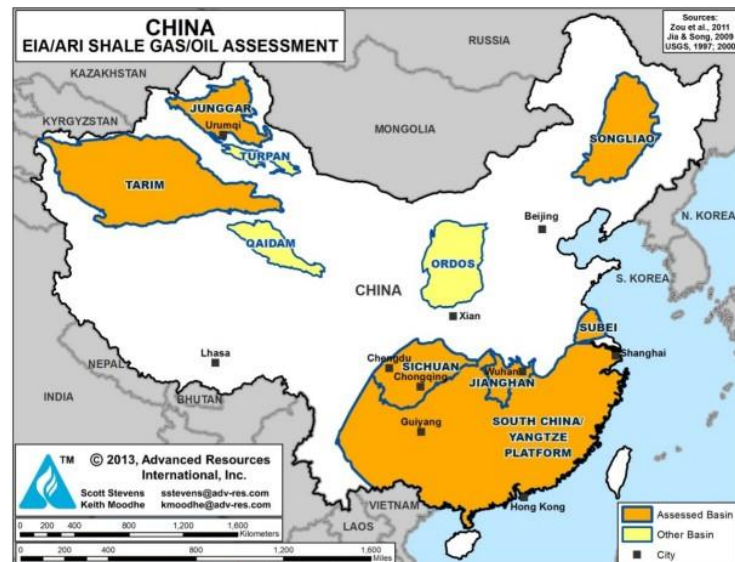 CHINA
EIA/ARI SHALE GAS/OIL ASSESSMENT
Sources:
Zou et al., 2011
Jia & Song, 2009
USGS, 1997; 2000
RUSSIA
KAZAKHSTAN
MONGOLIA
KYRGYZSTAN
JUNGGAR
Urumqi
TURPAN
SONGLIAO
TARIM
QAIDAM
Beijing
N. KOREA
ORDOS
S. KOREA
CHINA
Xian
SUBEI
Shanghai
Lhasa
NEPAL
BHUTAN
INDIA
Chengdu
SICHUAN
Chongqing
Wuhan
JIANGHAN
Guiyang
SOUTH CHINA/
YANGTZE
PLATFORM
Hong Kong
VIETNAM
LAOS
TM
© 2013, Advanced Resources
International, Inc.
Scott Stevens sstevens@adv-res.com
Keith Moodhe kmoodhe@adv-res.com
0 200 400 800 1,200 1,600
Kilometers
0 200 400 800 1,200 1,600
Miles
Assessed Basin
Other Basin
City